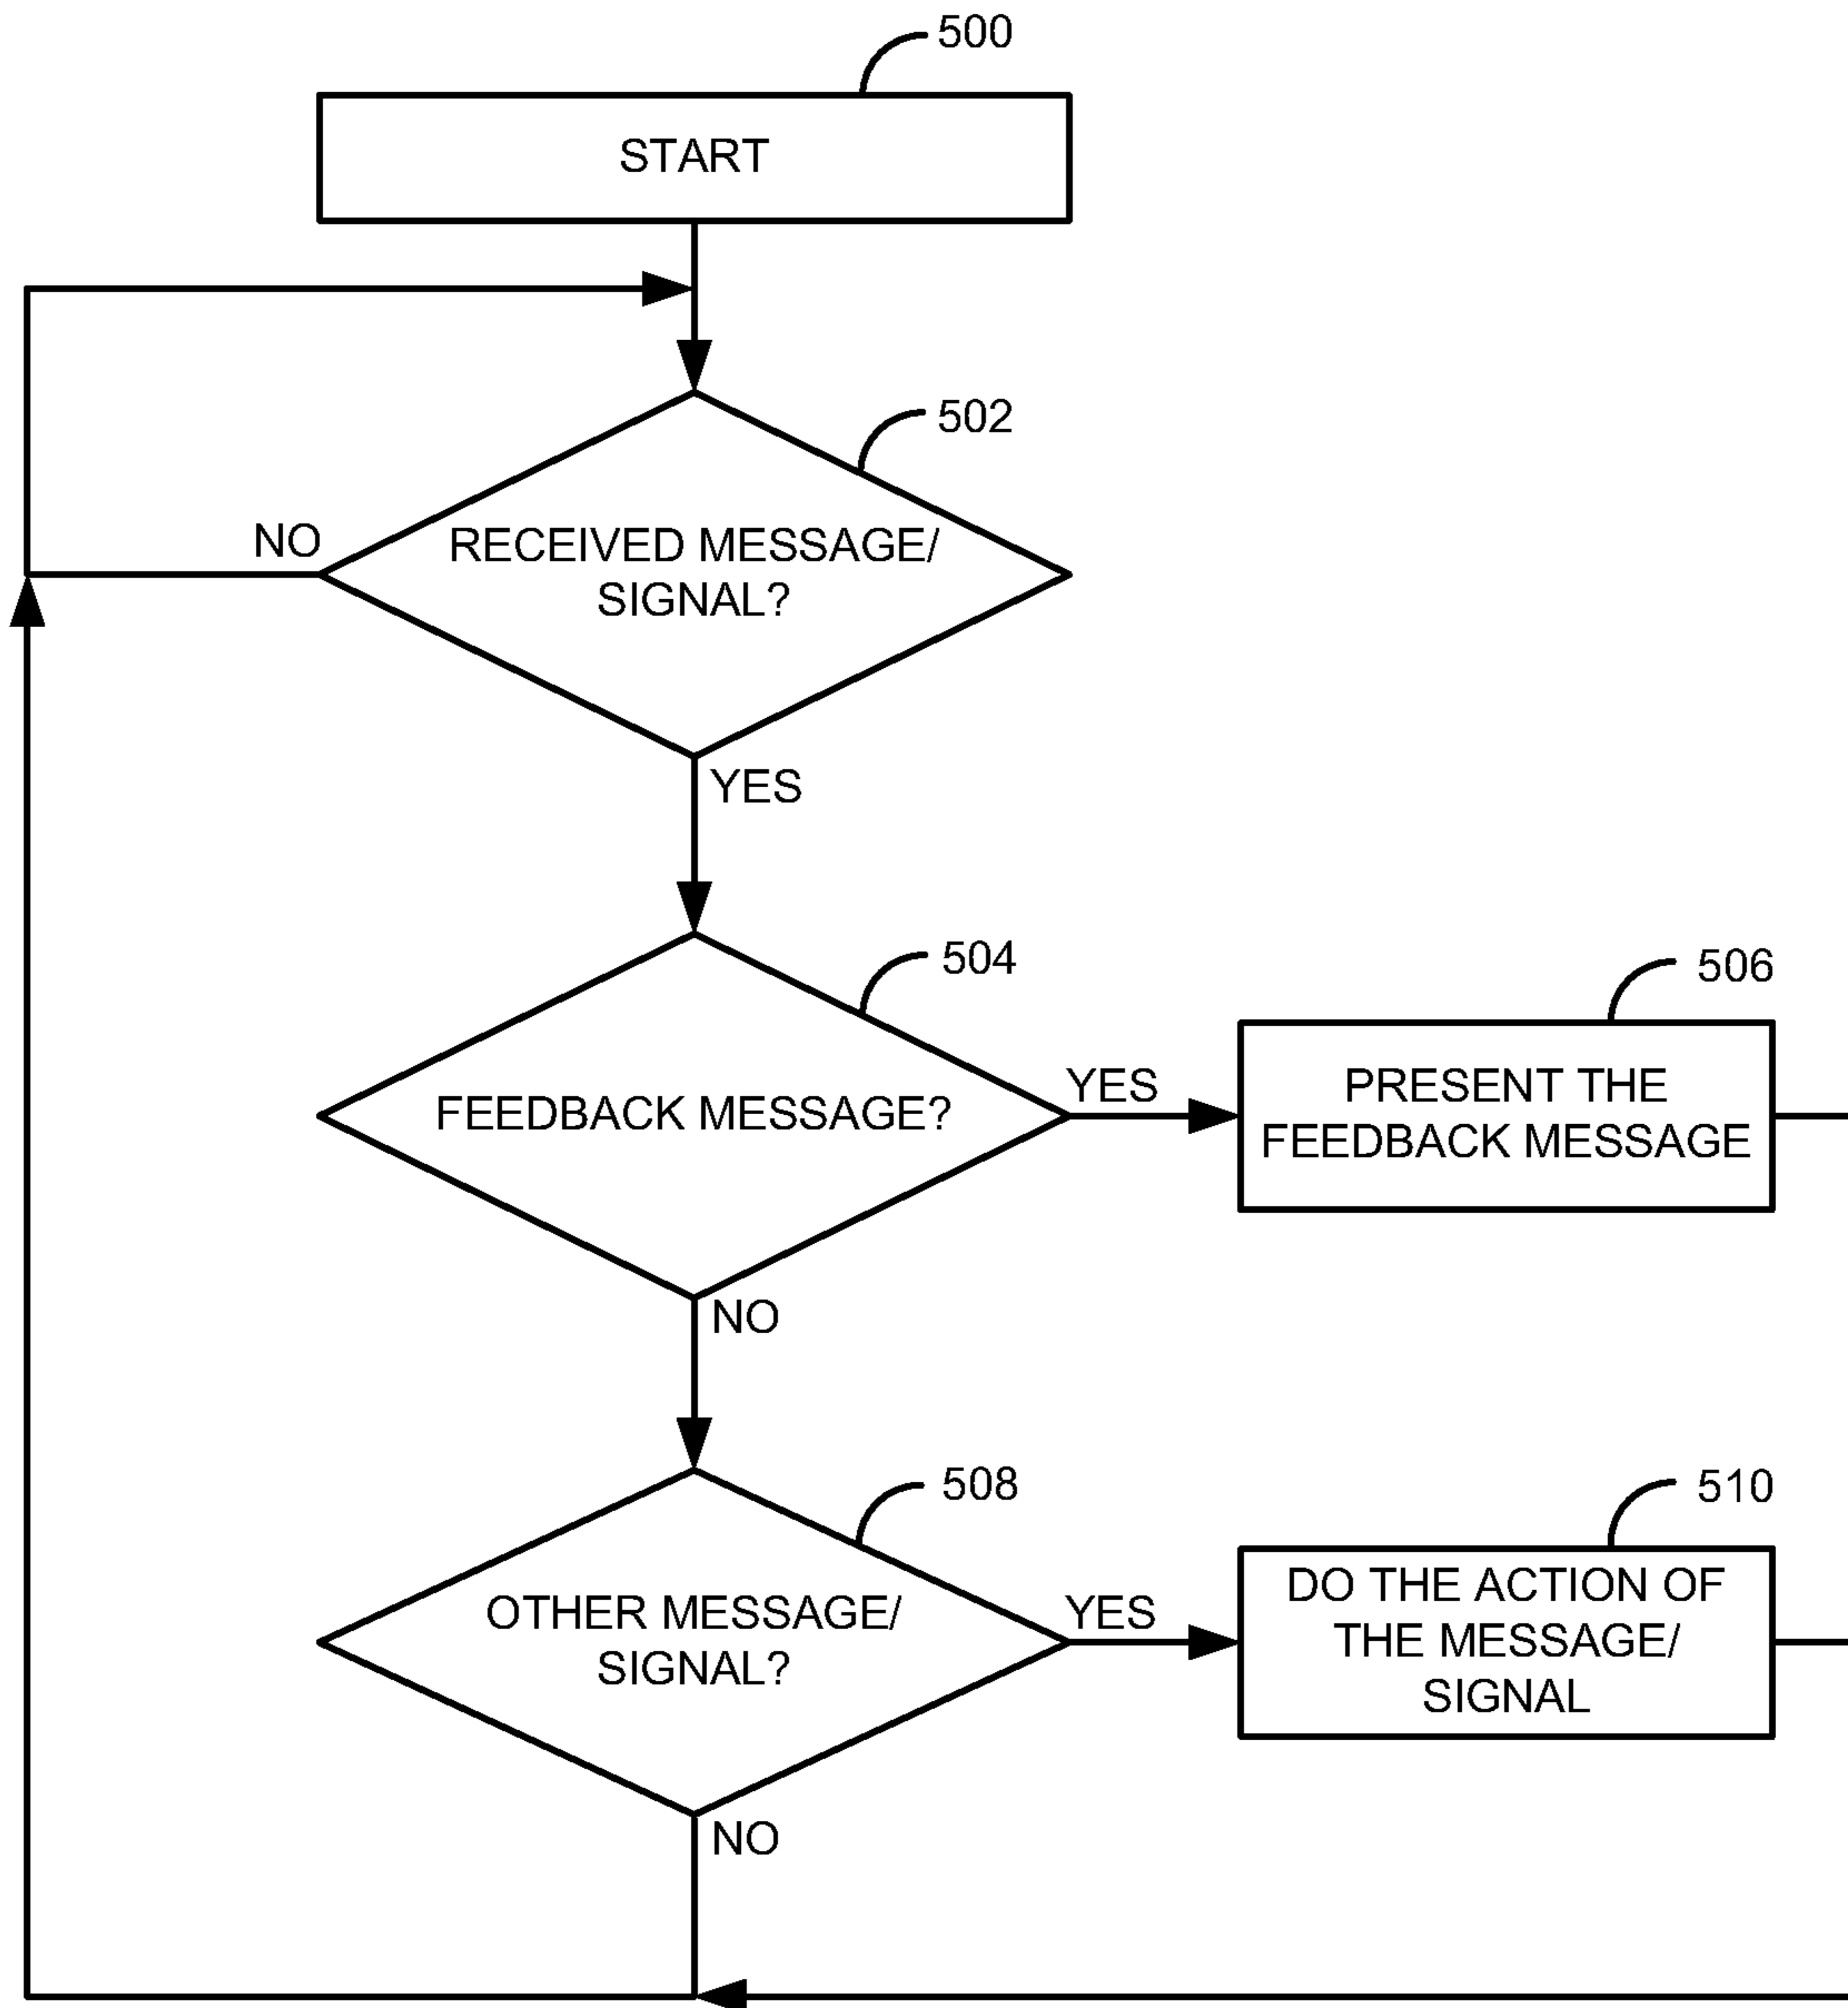 500
START
502
NO
RECEIVED MESSAGE/
SIGNAL?
YES
504
506
FEEDBACK MESSAGE?
YES
PRESENT THE
FEEDBACK MESSAGE
NO
508
510
OTHER MESSAGE/
SIGNAL?
YES
DO THE ACTION OF
THE MESSAGE/
SIGNAL
NO